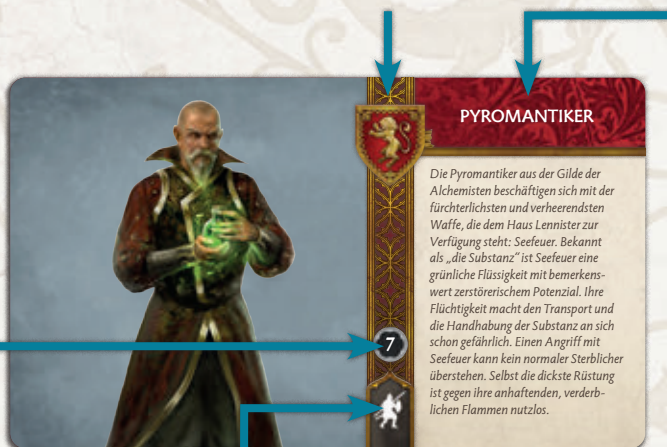 PYROMANTIKER
Die Pyromantiker aus der Gilde der
Alchemisten beschäftigen sich mit der
fürchterlichsten und verheerendsten
Waffe, die dem Haus Lennister zur
Verfügung steht: Seefeuer. Bekannt
als „die Substanz“ ist Seefeuer eine
grünliche Flüssigkeit mit bemerkens-
wert zerstörerischem Potenzial. Ihre
Flüchtigkeit macht den Transport und
die Handhabung der Substanz an sich
schon gefährlich. Einen Angriff mit
Seefeuer kann kein normaler Sterblicher
überstehen. Selbst die dickste Rüstung
ist gegen ihre anhaftenden, verderb-
lichen Flammen nutzlos.
7